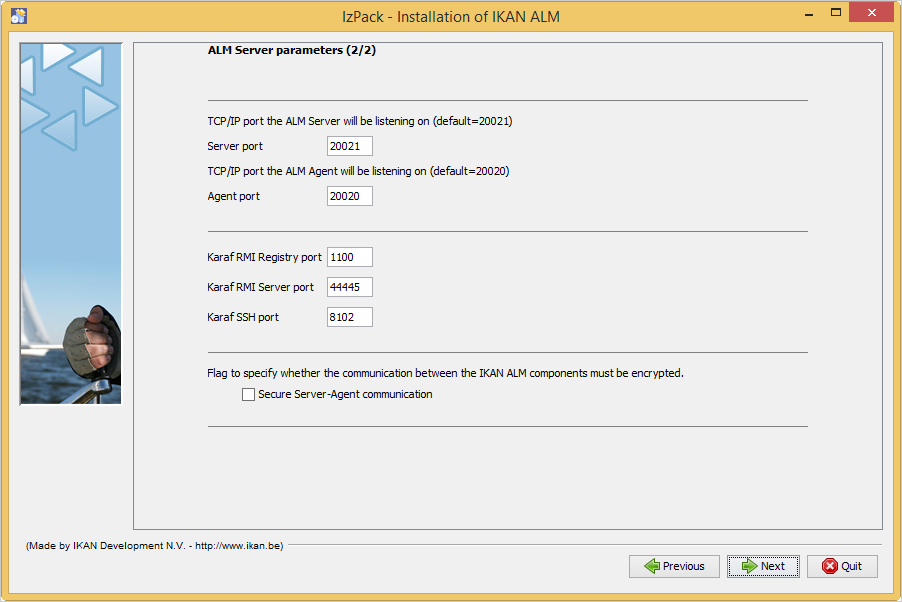 IzPack - Installation of IKAN ALM
ALM Server parameters (2/2)
TCP/IP port the ALM Server will be listening on (default=20021)
Server port 20021
TCP/IP port the ALM Agent will be listening on (default=20020)
Agent port 20020
Karaf RMI Registry port 1100
Karaf RMI Server port 44445
Karaf SSH port 8102
Flag to specify whether the communication between the IKAN ALM components must be encrypted.
Secure Server-Agent communication
(Made by IKAN Development N.V. - http://www.ikan.be)
Previous Next Quit